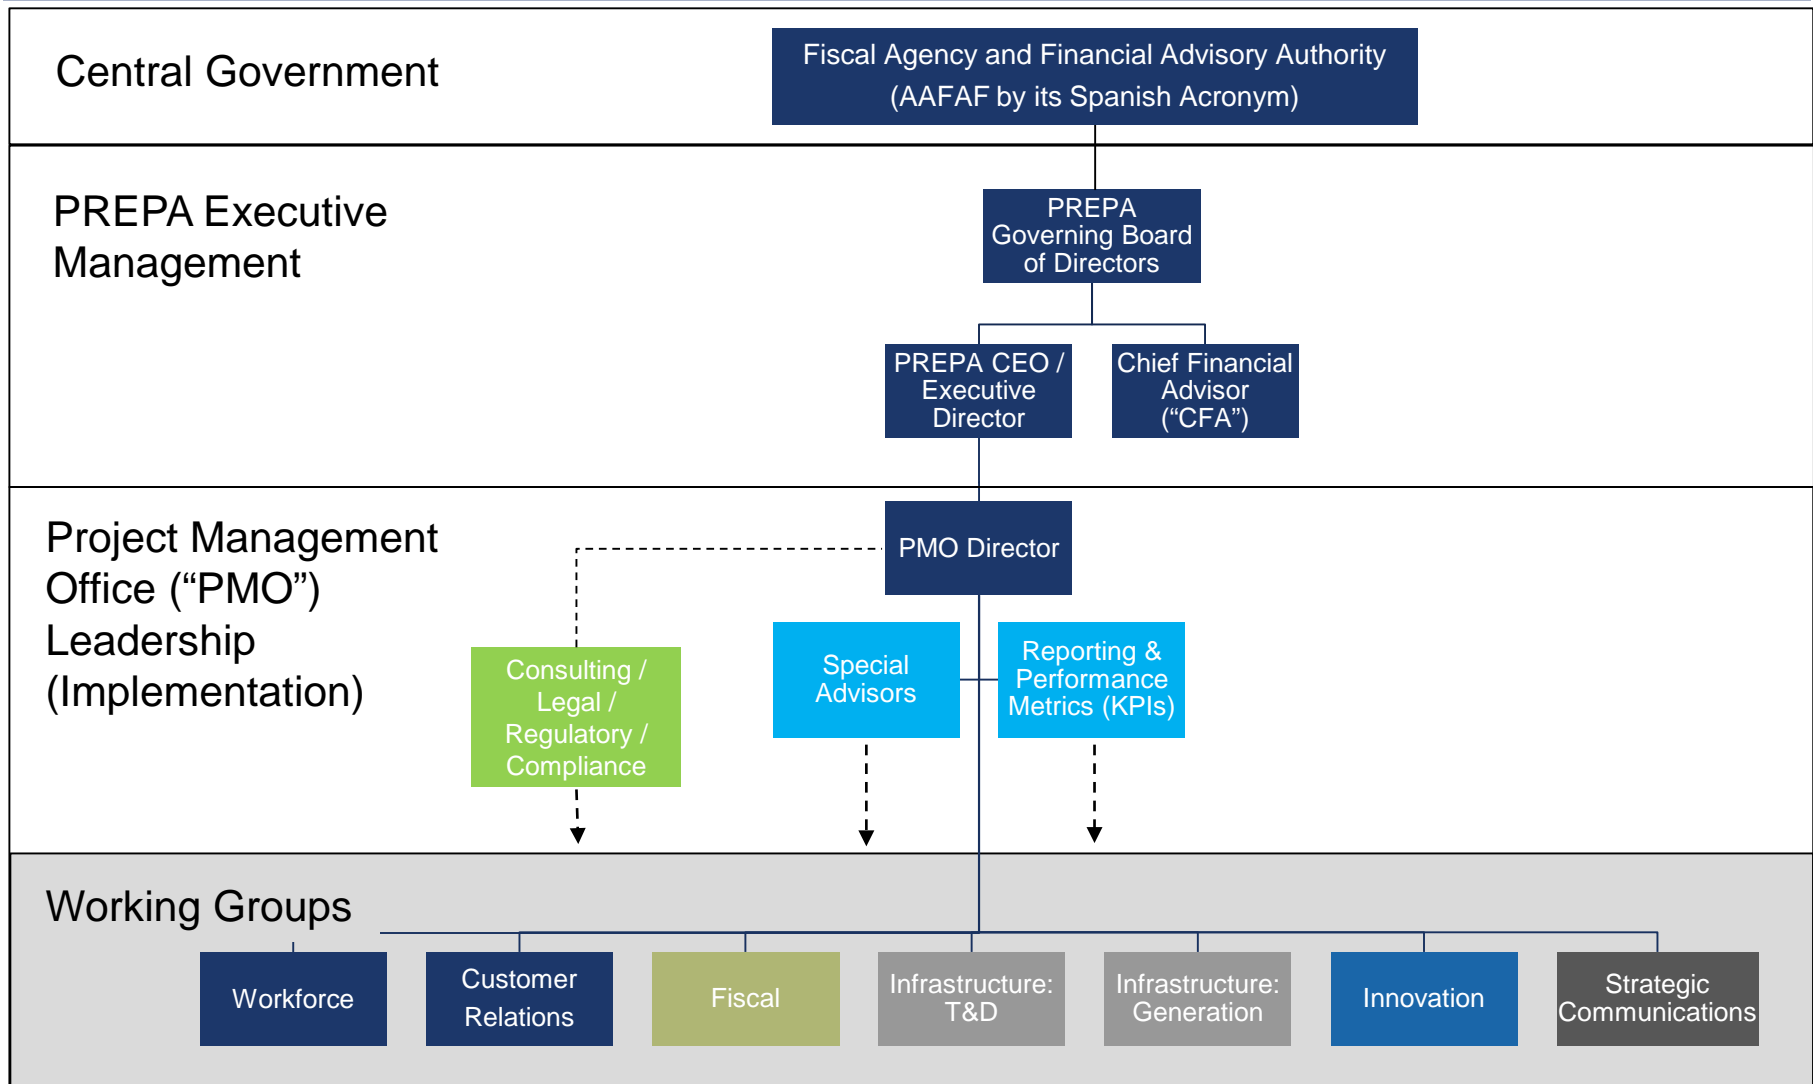 Central Government
Fiscal Agency and Financial Advisory Authority
(AAFAF by its Spanish Acronym)
PREPA Executive
Management
PREPA
Governing Board
of Directors
PREPA CEO /
Executive
Director
Chief Financial
Advisor
(“CFA”)
Project Management
Office (“PMO”)
Leadership
(Implementation)
PMO Director
Consulting /
Legal /
Regulatory /
Compliance
Special
Advisors
Reporting &
Performance
Metrics (KPIs)
Working Groups
Workforce
Customer
Relations
Fiscal
Infrastructure:
T&D
Infrastructure:
Generation
Innovation
Strategic
Communications